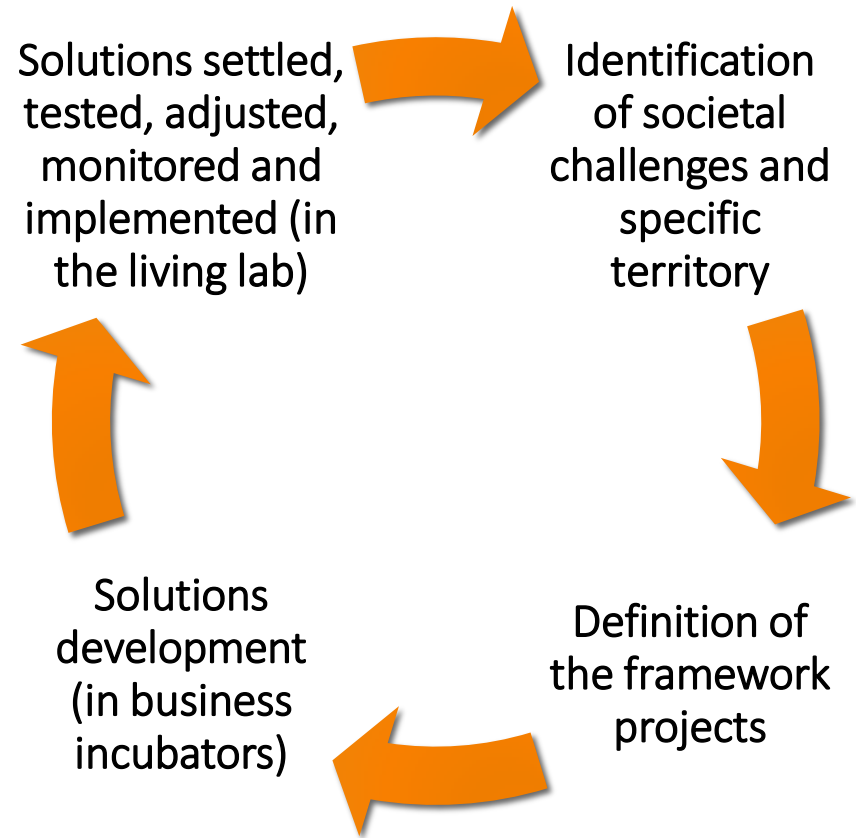 Solutions settled,
tested, adjusted,
monitored and
implemented (in
the living lab)
Identification
of societal
challenges and
specific
territory
Definition of
the framework
projects
Solutions
development
(in business
incubators)